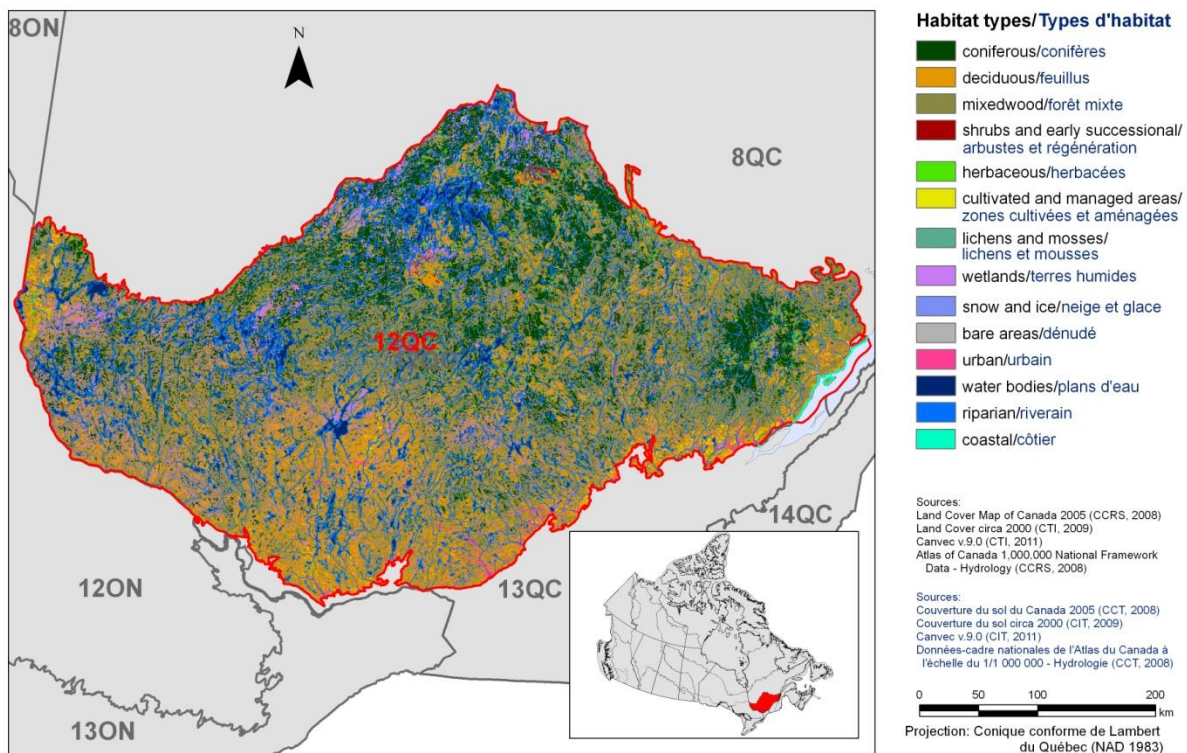 8ON
N
8QC
12QC
14QC
12ON
13QC
13ON
Habitat types/Types d'habitat
coniferous/conifères
deciduous/feuillus
mixedwood/forêt mixte
shrubs and early successional/
arbustes et régénération
herbaceous/herbacées
cultivated and managed areas/
zones cultivées et aménagées
lichens and mosses/
lichens et mousses
wetlands/terres humides
snow and ice/neige et glace
bare areas/dénudé
urban/urbain
water bodies/plans d'eau
riparian/riverain
coastal/côtier
Sources:
Land Cover Map of Canada 2005 (CCRS, 2008)
Land Cover circa 2000 (CTI, 2009)
Canvec v.9.0 (CTI, 2011)
Atlas of Canada 1,000,000 National Framework
Data - Hydrology (CCRS, 2008)
Sources:
Couverture du sol du Canada 2005 (CCT, 2008)
Couverture du sol circa 2000 (CIT, 2009)
Canvec v.9.0 (CIT, 2011)
Données-cadre nationales de l'Atlas du Canada à
l'échelle du 1/1 000 000 - Hydrologie (CCT, 2008)
0 50 100 200
km
Projection: Conique conforme de Lambert
du Québec (NAD 1983)